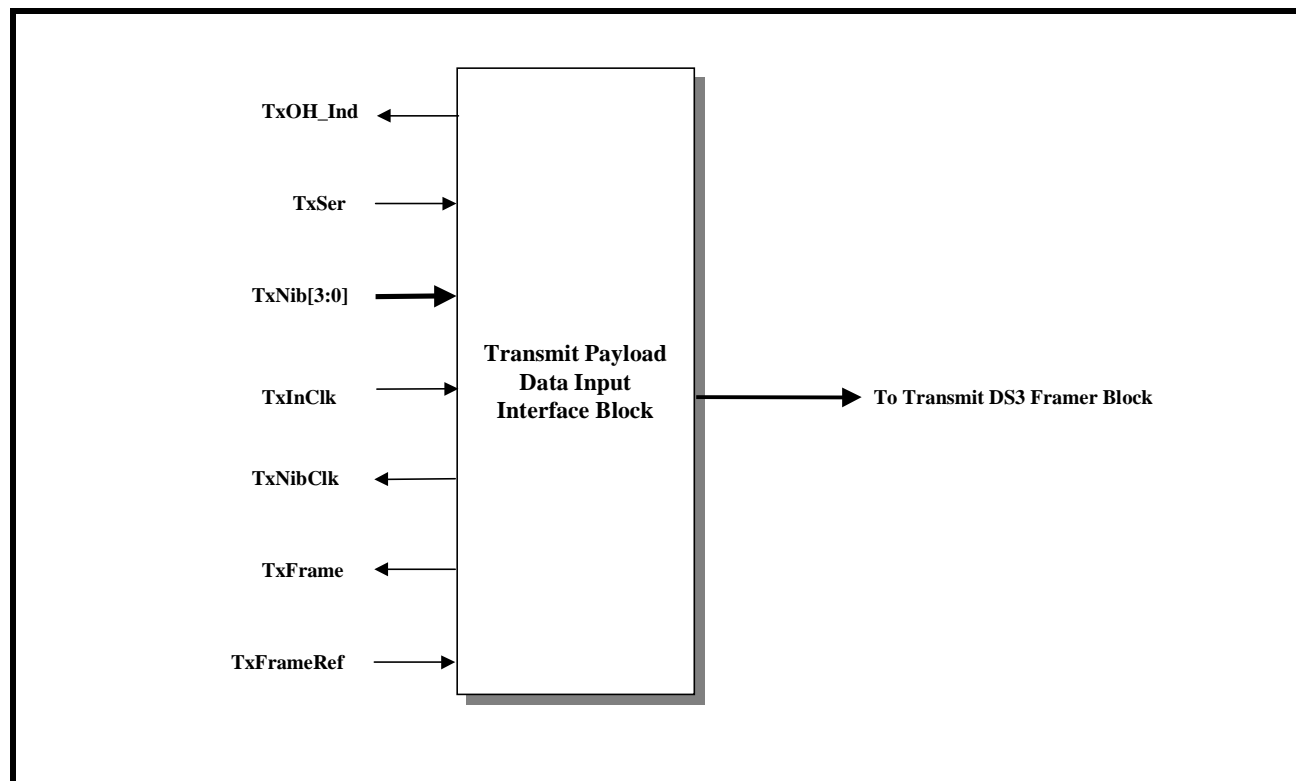 TxOH_Ind
TxSer
TxNib[3:0]
TxInClk
TxNibClk
TxFrame
TxFrameRef
Transmit Payload
Data Input
Interface Block
To Transmit DS3 Framer Block